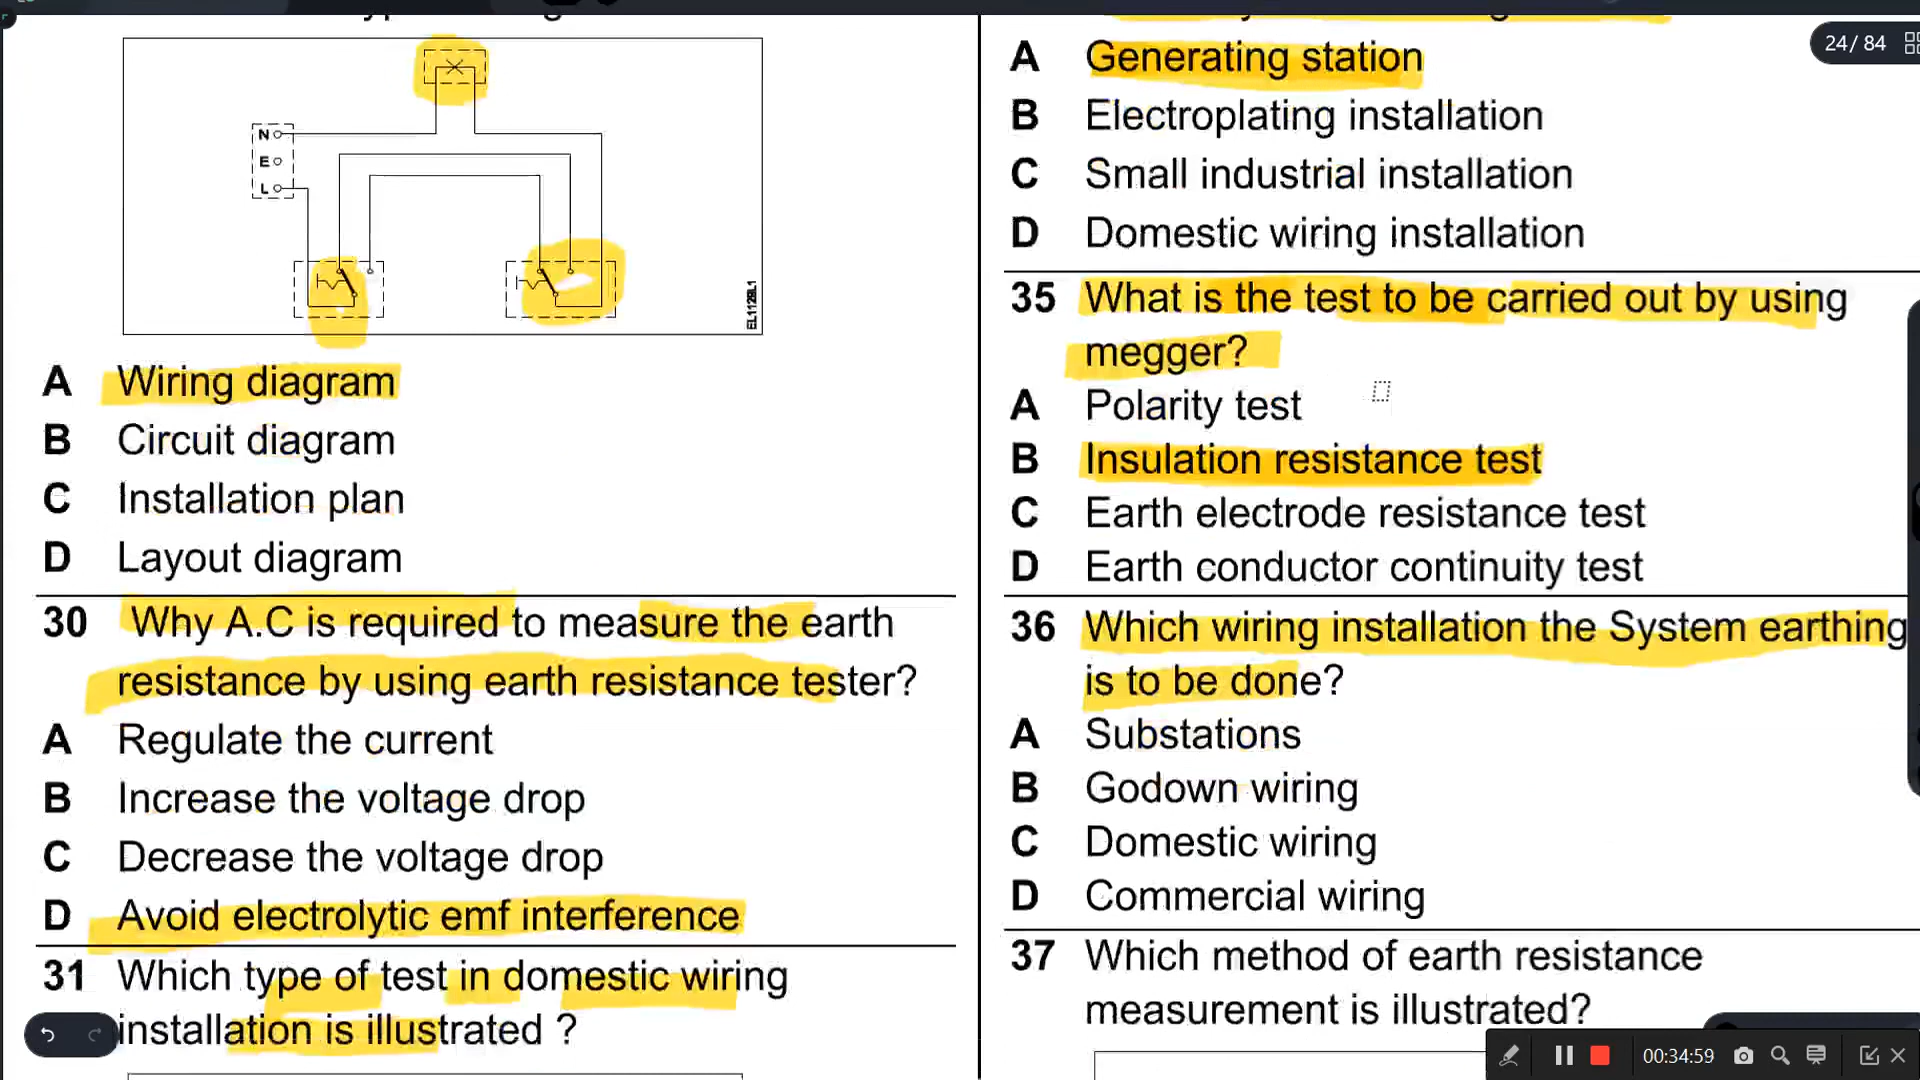 N
E
L
EL112BL1
A Wiring diagram
B Circuit diagram
C Installation plan
D Layout diagram
30 Why A.C is required to measure the earth
resistance by using earth resistance tester?
A Regulate the current
B Increase the voltage drop
C Decrease the voltage drop
D Avoid electrolytic emf interference
31 Which type of test in domestic wiring
installation is illustrated ?
24/ 84
A Generating station
B Electroplating installation
C Small industrial installation
D Domestic wiring installation
35 What is the test to be carried out by using
megger?
A Polarity test
B Insulation resistance test
C Earth electrode resistance test
D Earth conductor continuity test
36 Which wiring installation the System earthing
is to be done?
A Substations
B Godown wiring
C Domestic wiring
D Commercial wiring
37 Which method of earth resistance
measurement is illustrated?
00:34:59